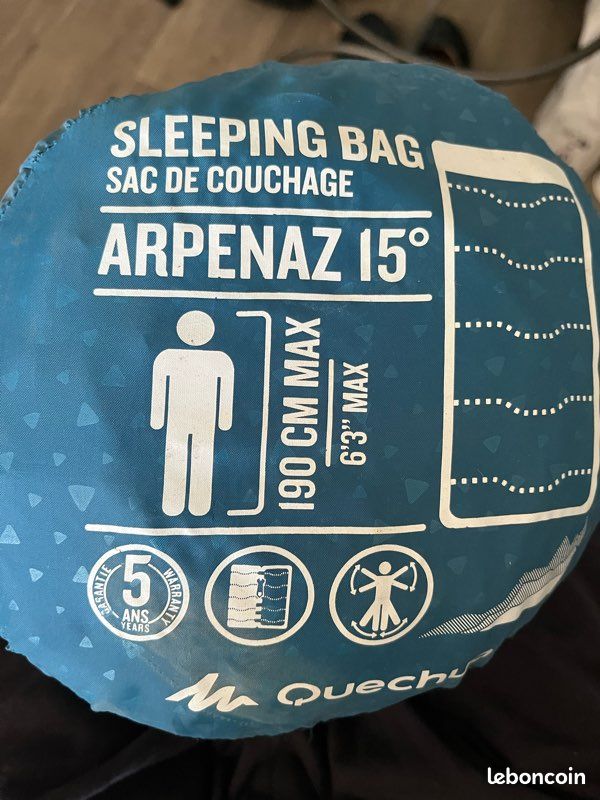 SLEEPING BAG
SAC DE COUCHAGE
ARPENAZ 15°
190 CM MAX
6'3" MAX
GARANTIE
5
ANS
YEARS
WARRANTY
leboncoin